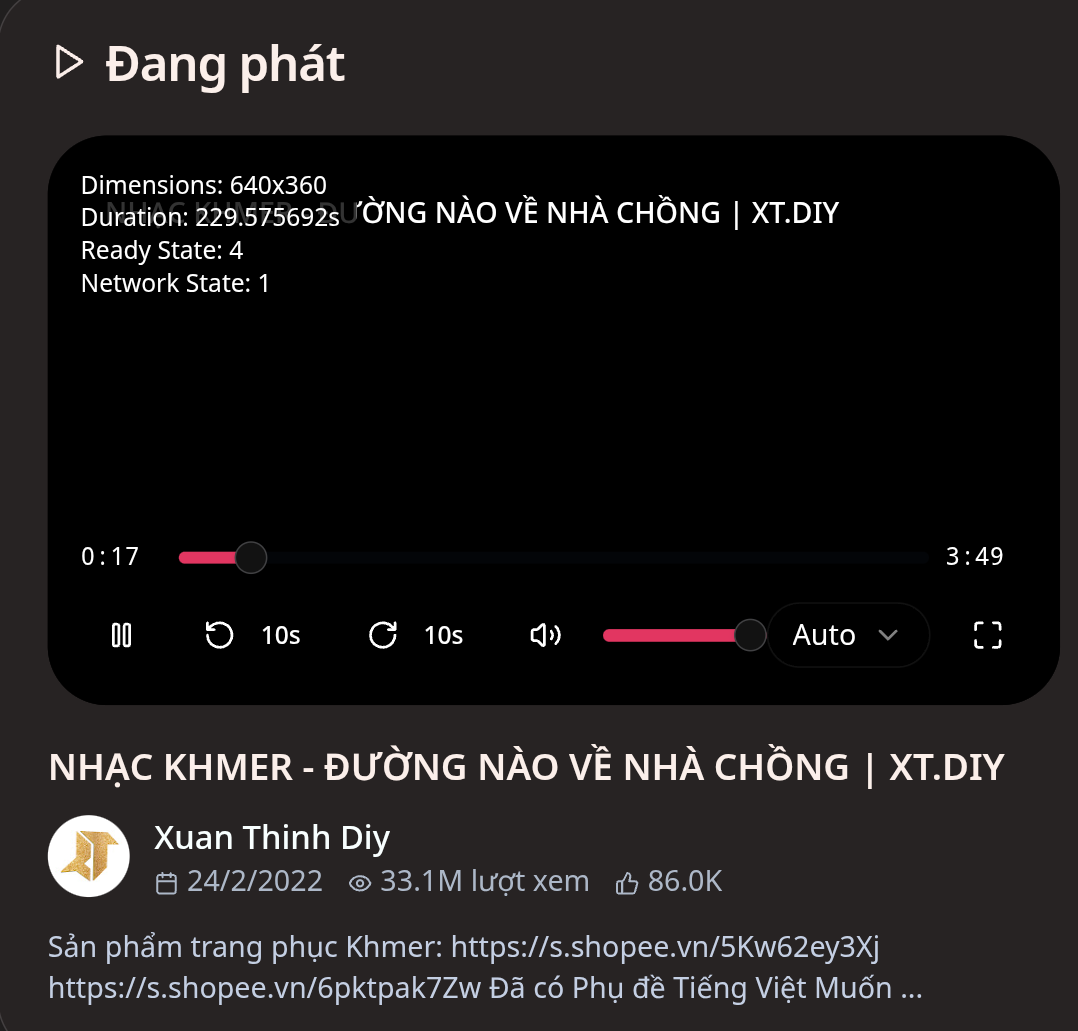 Đang phát
Dimensions: 640x360
NHẠC KHMER - ĐƯỜNG NÀO VỀ NHÀ CHỒNG | XT.DIY
Duration: 229.575692s
Ready State: 4
Network State: 1
0:17
3:49
10s
10s
Auto
NHẠC KHMER - ĐƯỜNG NÀO VỀ NHÀ CHỒNG | XT.DIY
Xuan Thinh Diy
24/2/2022 33.1M lượt xem 86.0K
Sản phẩm trang phục Khmer: https://s.shopee.vn/5Kw62ey3Xj
https://s.shopee.vn/6pktpak7Zw Đã có Phụ đề Tiếng Việt Muốn ...